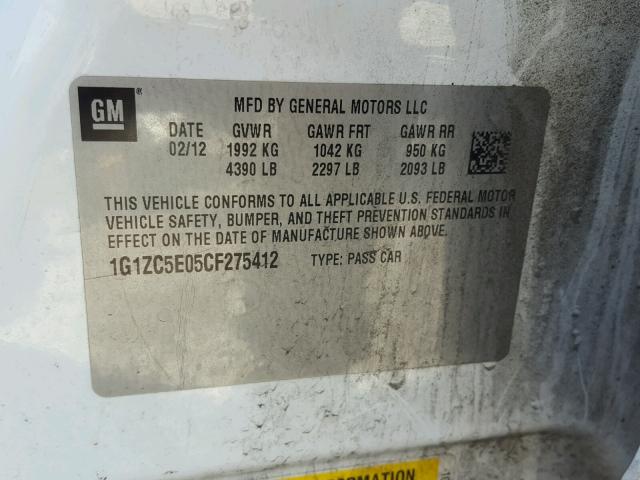 GM®
MFD BY GENERAL MOTORS LLC
DATE GVWR GAWR FRT GAWR RR
02/12 1992 KG 1042 KG 950 KG
4390 LB 2297 LB 2093 LB
THIS VEHICLE CONFORMS TO ALL APPLICABLE U.S. FEDERAL MOTOR
VEHICLE SAFETY, BUMPER, AND THEFT PREVENTION STANDARDS IN
EFFECT ON THE DATE OF MANUFACTURE SHOWN ABOVE.
1G1ZC5E05CF275412 TYPE: PASS CAR